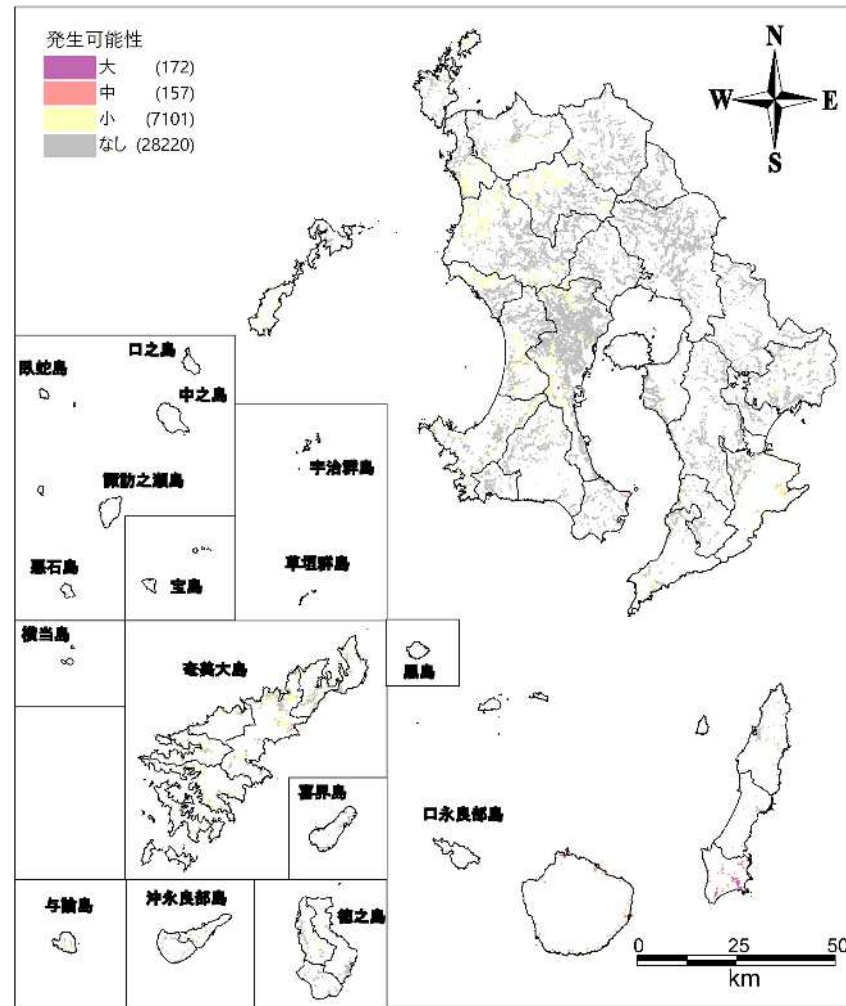 発生可能性
大 (172)
中 (157)
小 (7101)
なし (28220)
N
W E
S
口之島
臥蛇島
中之島
宇治群島
諏訪之瀬島
草垣群島
悪石島
宝島
横当島
黒島
奄美大島
喜界島
口永良部島
与論島
沖永良部島
徳之島
0 25 50
km